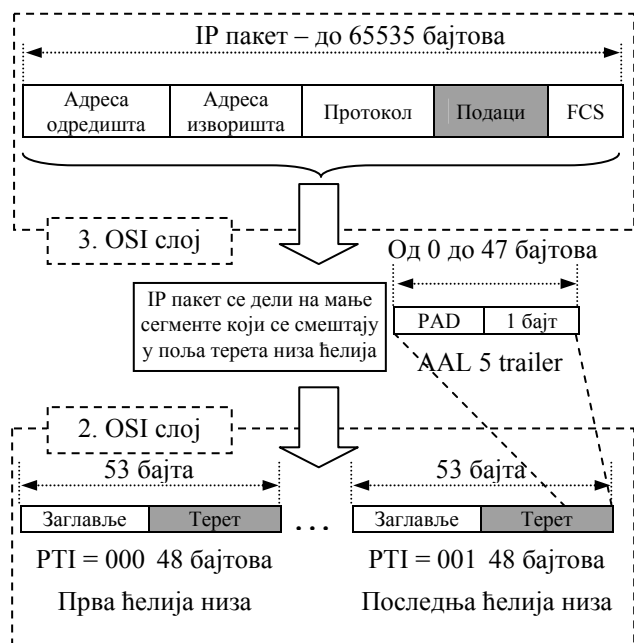 IP пакет – до 65535 бајтова
Адреса одредишта
Адреса изворишта
Протокол
Подаци
FCS
3. OSI слој
Од 0 до 47 бајтова
IP пакет се дели на мање
сегменте који се смештају
у поља терета низа ћелија
PAD
1 бајт
AAL 5 trailer
2. OSI слој
53 бајта
53 бајта
Заглавље
Терет
...
Заглавље
Терет
PTI = 000 48 бајтова
PTI = 001 48 бајтова
Прва ћелија низа
Последња ћелија низа